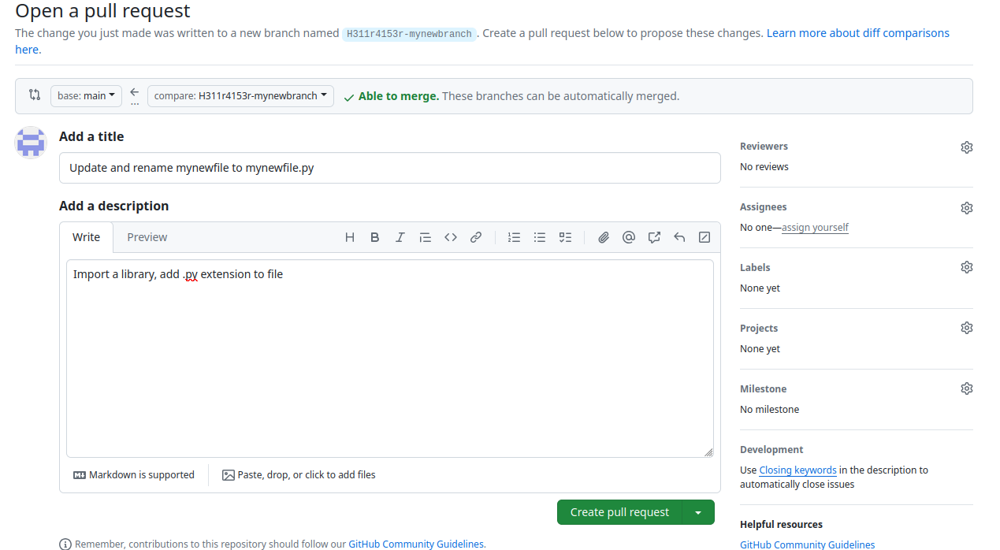 Open a pull request
The change you just made was written to a new branch named H311r4153r-mynewbranch. Create a pull request below to propose these changes. Learn more about diff comparisons
here.
base: main
...
compare: H311r4153r-mynewbranch
Able to merge. These branches can be automatically merged.
Add a title
Update and rename mynewfile to mynewfile.py
Add a description
Write
Preview
H B I
Import a library, add .py extension to file
Markdown is supported
Paste, drop, or click to add files
Create pull request
Remember, contributions to this repository should follow our GitHub Community Guidelines.
Reviewers
No reviews
Assignees
No one—assign yourself
Labels
None yet
Projects
None yet
Milestone
No milestone
Development
Use Closing keywords in the description to
automatically close issues
Helpful resources
GitHub Community Guidelines